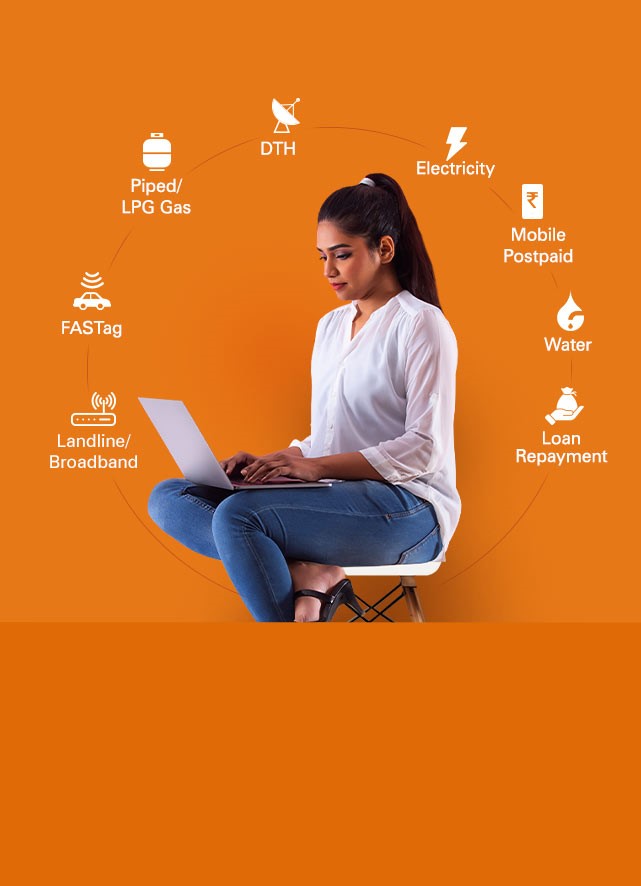 DTH
Electricity
Piped/
LPG Gas
₹
Mobile
Postpaid
FASTag
Water
Landline/
Broadband
Loan
Repayment